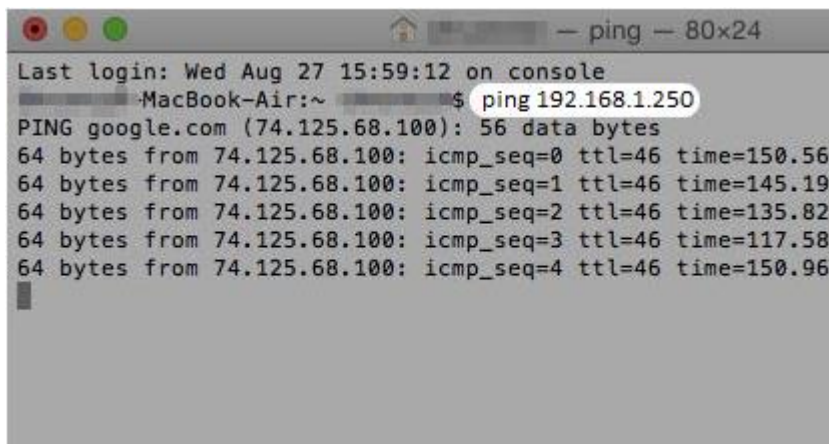 — ping — 80×24
Last login: Wed Aug 27 15:59:12 on console
-MacBook-Air:~ $ ping 192.168.1.250
PING google.com (74.125.68.100): 56 data bytes
64 bytes from 74.125.68.100: icmp_seq=0 ttl=46 time=150.56
64 bytes from 74.125.68.100: icmp_seq=1 ttl=46 time=145.19
64 bytes from 74.125.68.100: icmp_seq=2 ttl=46 time=135.82
64 bytes from 74.125.68.100: icmp_seq=3 ttl=46 time=117.58
64 bytes from 74.125.68.100: icmp_seq=4 ttl=46 time=150.96